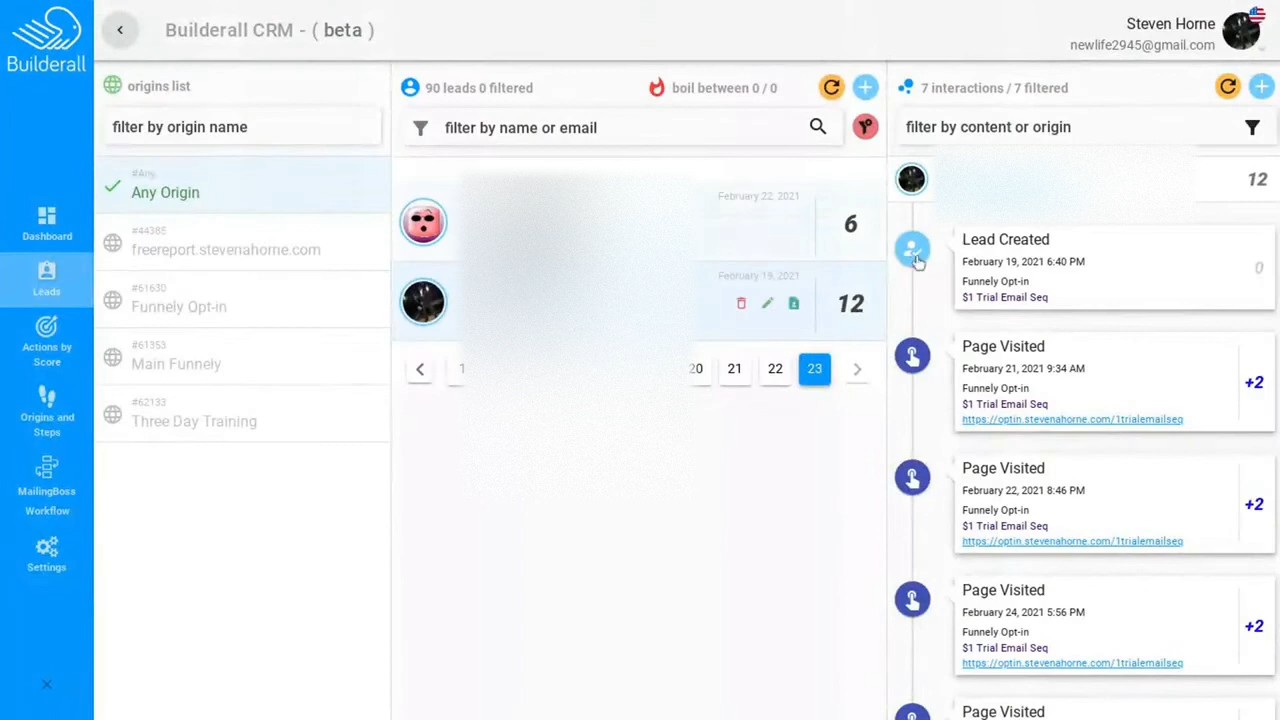 Builderall
Builderall CRM - ( beta )
Steven Horne
newlife2945@gmail.com
Dashboard
Leads
Actions by
Score
Origins and
Steps
MailingBoss
Workflow
Settings
origins list
filter by origin name
#Any
Any Origin
#44385
freereport.stevenahorne.com
#61630
Funnely Opt-in
#61353
Main Funnely
#62133
Three Day Training
90 leads 0 filtered
boil between 0 / 0
filter by name or email
February 22, 2021
6
February 19, 2021
12
1
20
21
22
23
7 interactions / 7 filtered
filter by content or origin
12
Lead Created
February 19, 2021 6:40 PM
Funnely Opt-in
$1 Trial Email Seq
0
Page Visited
February 21, 2021 9:34 AM
Funnely Opt-in
$1 Trial Email Seq
https://optin.stevenahorne.com/1trialemailseq
+2
Page Visited
February 22, 2021 8:46 PM
Funnely Opt-in
$1 Trial Email Seq
https://optin.stevenahorne.com/1trialemailseq
+2
Page Visited
February 24, 2021 5:56 PM
Funnely Opt-in
$1 Trial Email Seq
https://optin.stevenahorne.com/1trialemailseq
+2
Page Visited